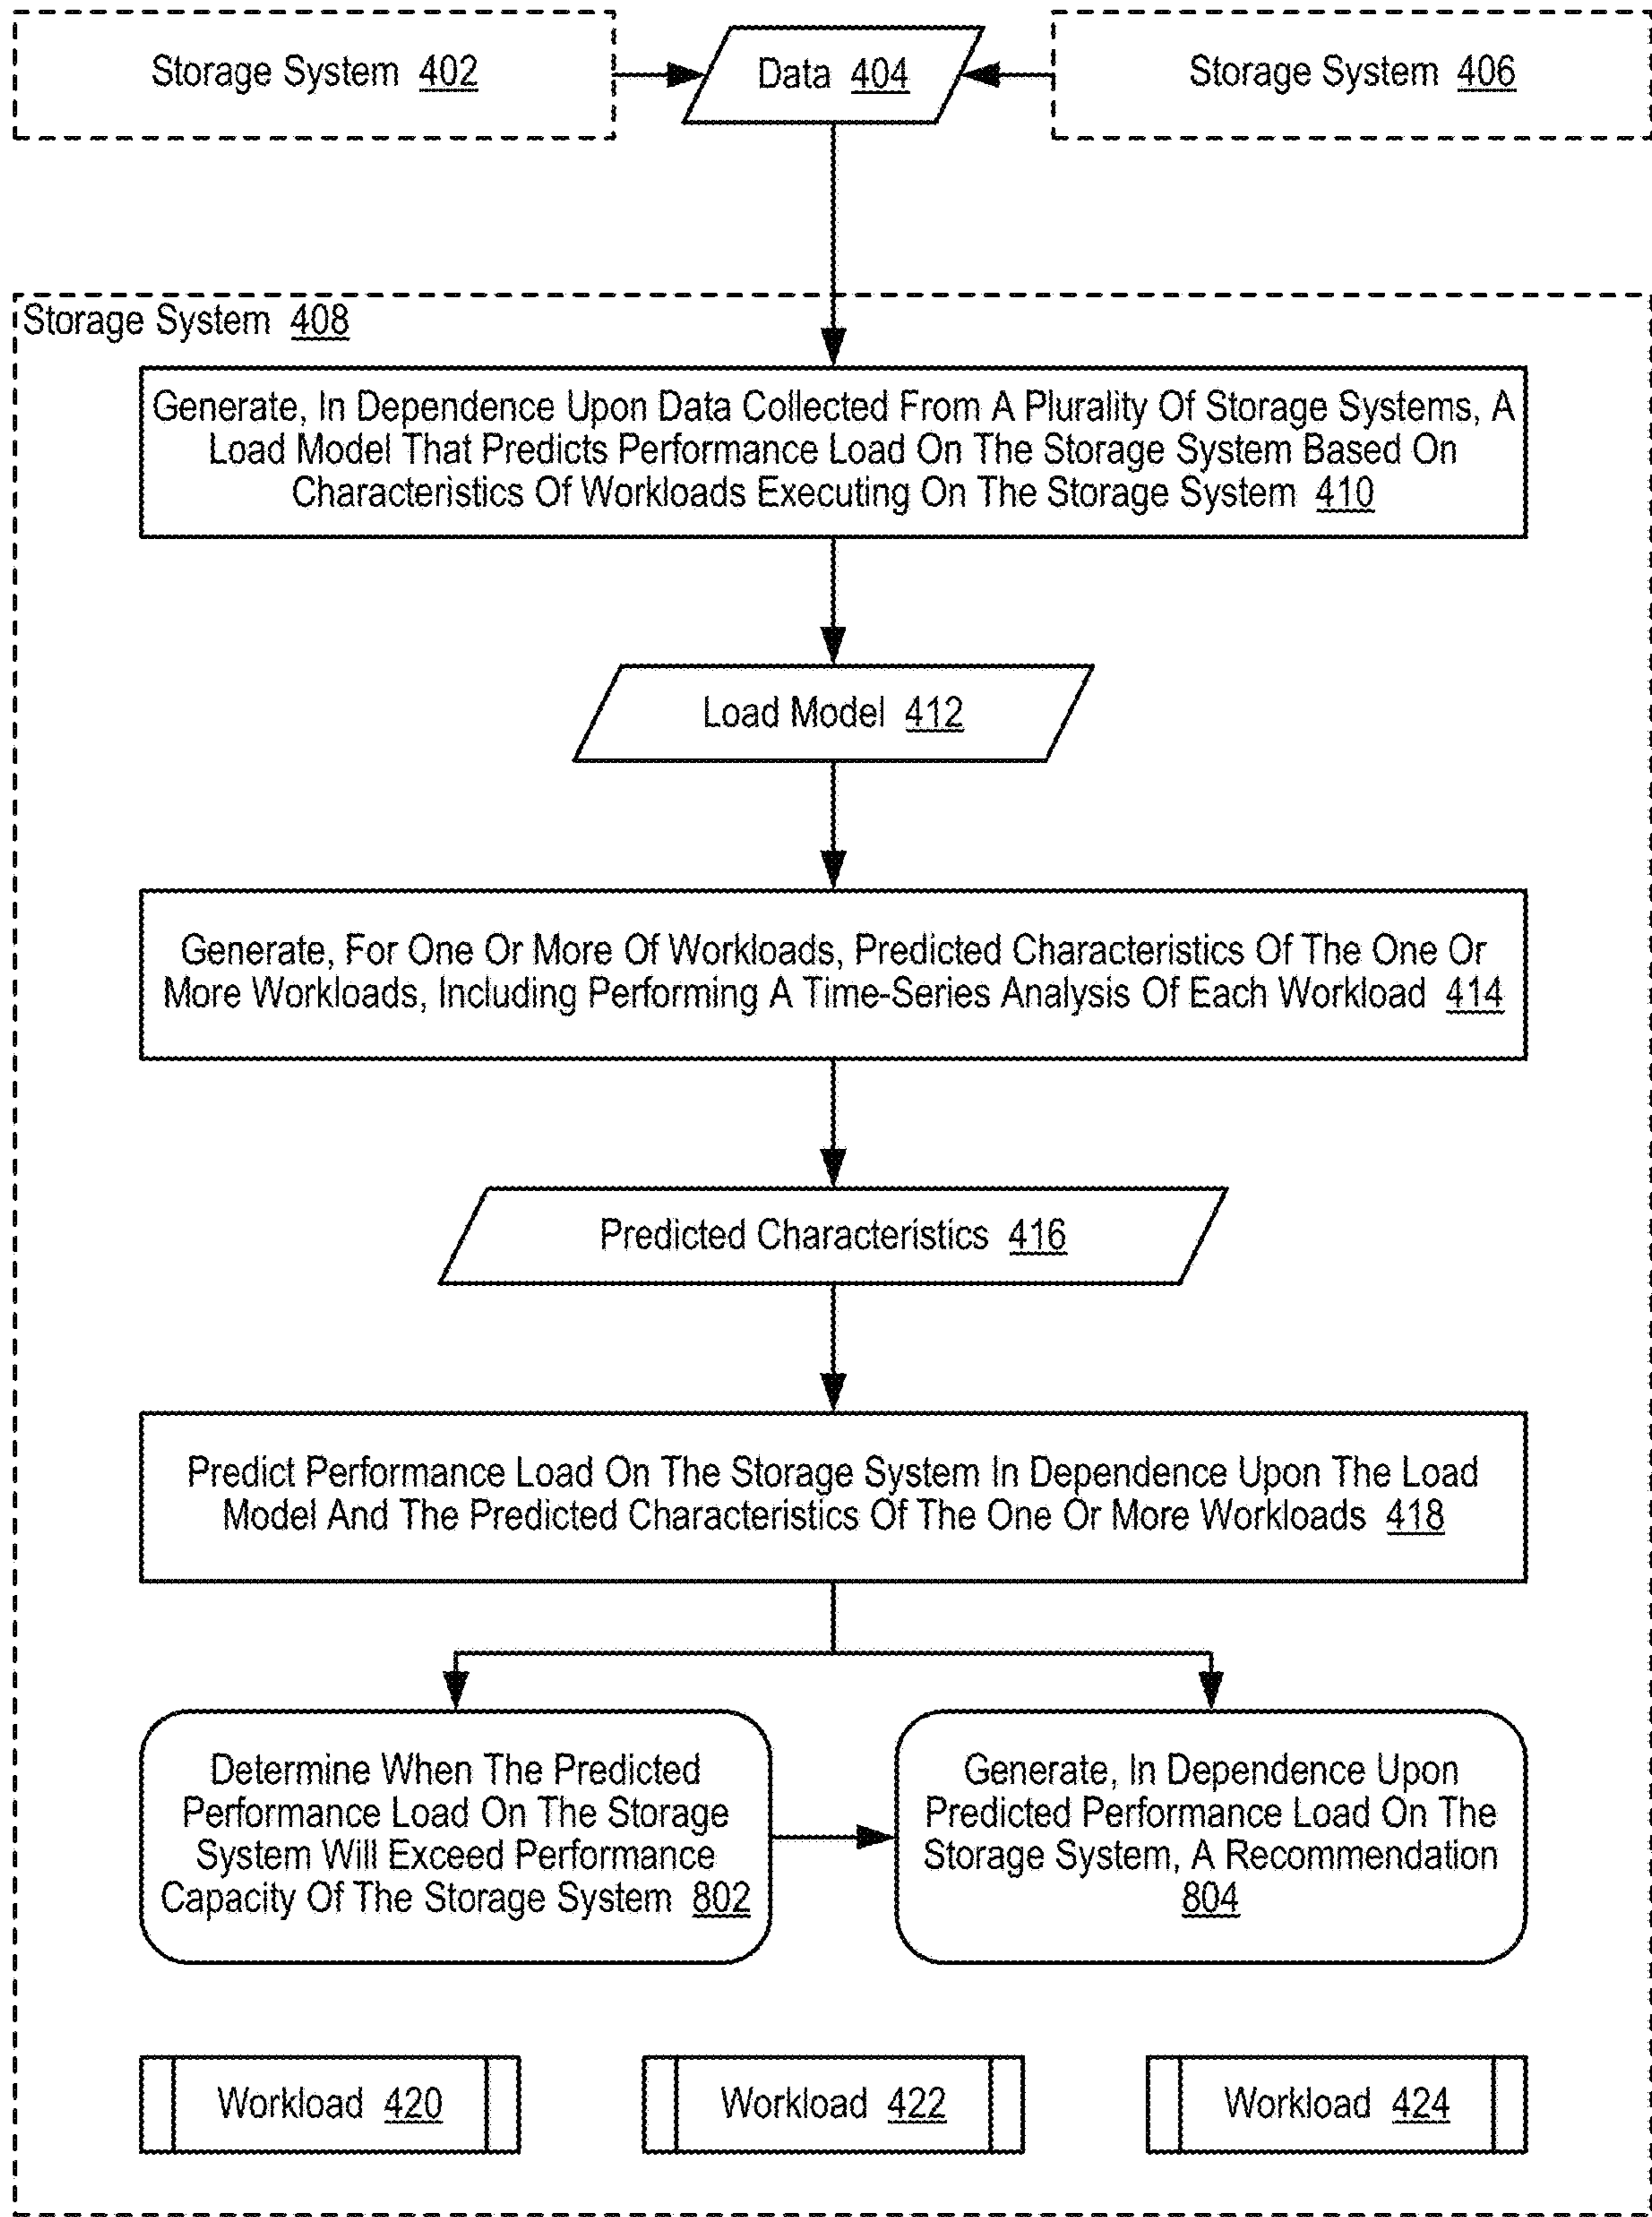 Storage System 402
Data 404
Storage System 406
Storage System 408
Generate, In Dependence Upon Data Collected From A Plurality Of Storage Systems, A
Load Model That Predicts Performance Load On The Storage System Based On
Characteristics Of Workloads Executing On The Storage System 410
Load Model 412
Generate, For One Or More Of Workloads, Predicted Characteristics Of The One Or
More Workloads, Including Performing A Time-Series Analysis Of Each Workload 414
Predicted Characteristics 416
Predict Performance Load On The Storage System In Dependence Upon The Load
Model And The Predicted Characteristics Of The One Or More Workloads 418
Determine When The Predicted
Performance Load On The Storage
System Will Exceed Performance
Capacity Of The Storage System 802
Generate, In Dependence Upon
Predicted Performance Load On The
Storage System, A Recommendation
804
Workload 420
Workload 422
Workload 424